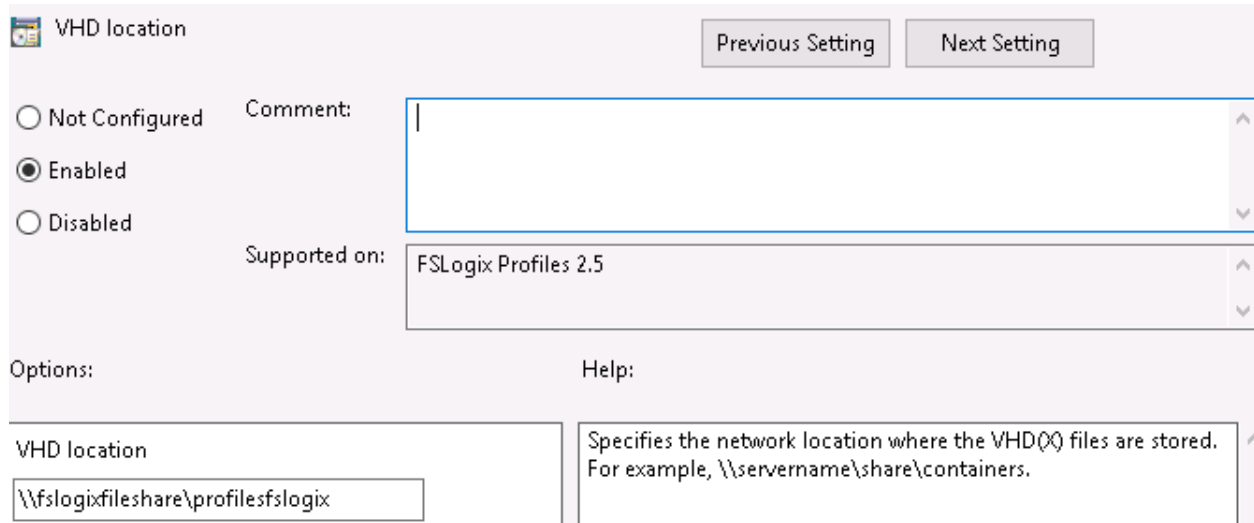 VHD location
Previous Setting
Next Setting
Not Configured
Comment:
Enabled
Disabled
Supported on:
FSLogix Profiles 2.5
Options:
Help:
VHD location
\\fslogixfileshare\profilesfslogix
Specifies the network location where the VHD(X) files are stored.
For example, \\servername\share\containers.